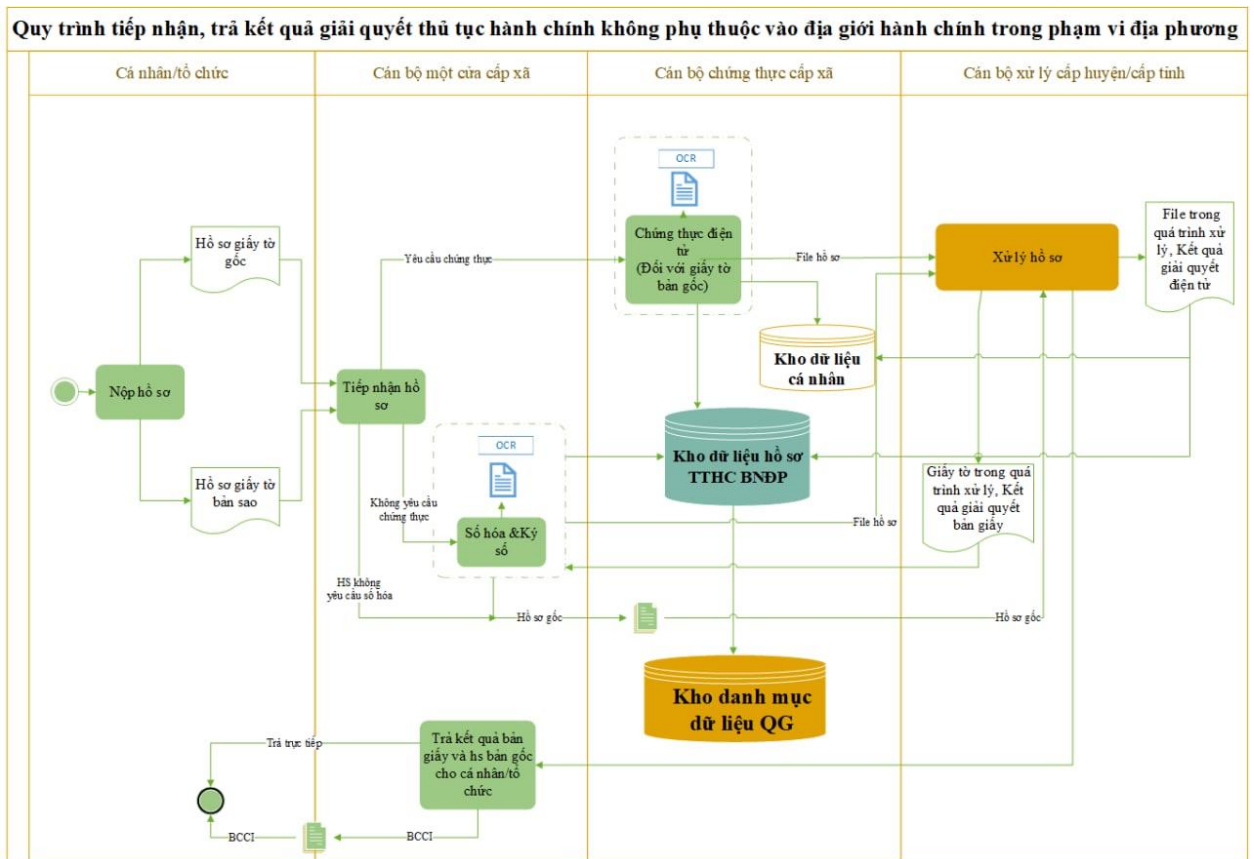 Quy trình tiếp nhận, trả kết quả giải quyết thủ tục hành chính không phụ thuộc vào địa giới hành chính trong phạm vi địa phương
Cá nhân/tổ chức
Cán bộ một cửa cấp xã
Cán bộ chứng thực cấp xã
Cán bộ xử lý cấp huyện/cấp tỉnh
OCR
Hồ sơ giấy tờ
gốc
Yêu cầu chứng thực
Chứng thực điện
tử
(Đối với giấy tờ
bản gốc)
File hồ sơ
Xử lý hồ sơ
File trong
quá trình xử
lý, Kết quả
giải quyết
điện tử
Kho dữ liệu
cá nhân
Nộp hồ sơ
Tiếp nhận hồ
sơ
OCR
Kho dữ liệu hồ sơ
TTHC BNĐP
Hồ sơ giấy tờ
bản sao
Không yêu cầu
chứng thực
Số hóa &Ký
số
File hồ sơ
Giấy tờ trong quá
trình xử lý, Kết
quả giải quyết
bản giấy
HS không
yêu cầu số hóa
Hồ sơ gốc
Hồ sơ gốc
Kho danh mục
dữ liệu QG
Trả trực tiếp
Trả kết quả bản
giấy và hs bản gốc
cho cá nhân/tổ
chức
BCCI
BCCI